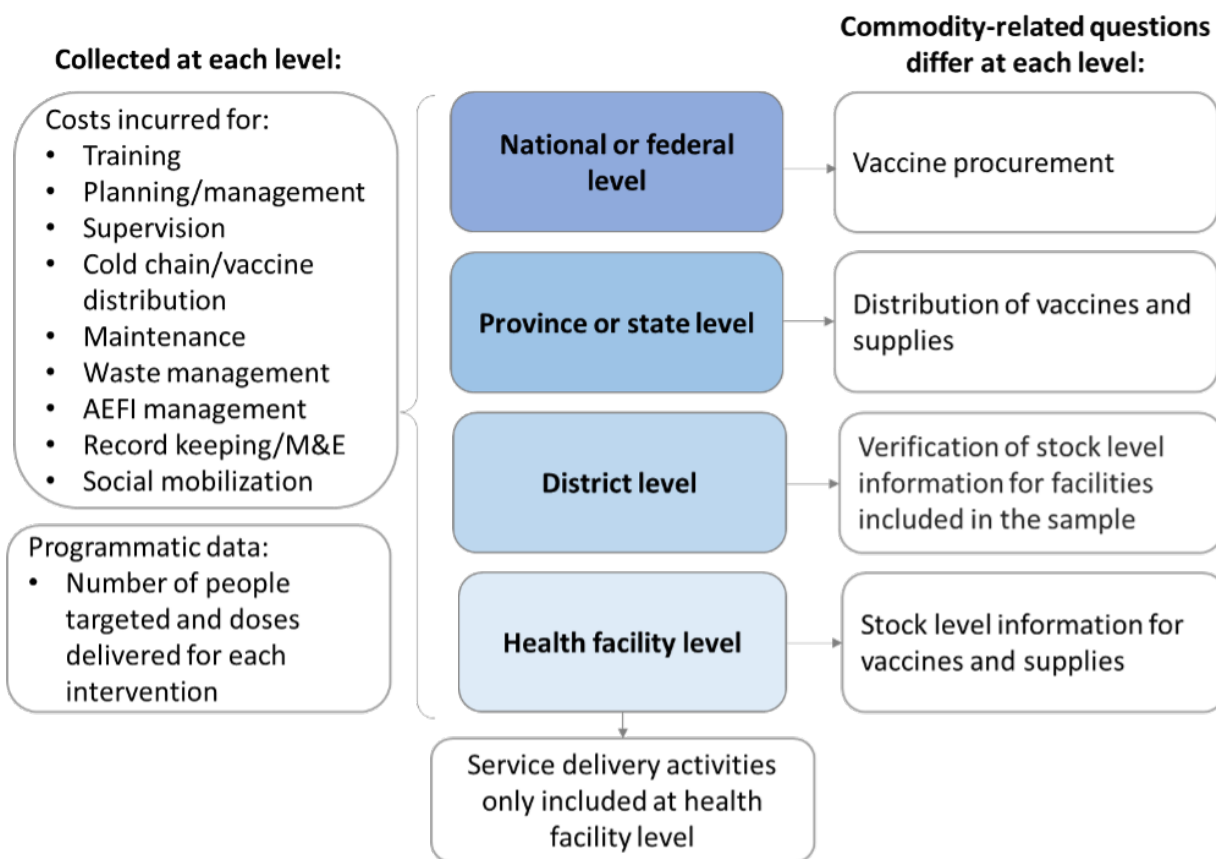 Collected at each level:
Costs incurred for:
• Training
• Planning/management
• Supervision
• Cold chain/vaccine
distribution
• Maintenance
• Waste management
• AEFI management
• Record keeping/M&E
• Social mobilization
Programmatic data:
• Number of people
targeted and doses
delivered for each
intervention
National or federal
level
Province or state level
District level
Health facility level
Service delivery activities
only included at health
facility level
Commodity-related questions
differ at each level:
Vaccine procurement
Distribution of vaccines and
supplies
Verification of stock level
information for facilities
included in the sample
Stock level information for
vaccines and supplies